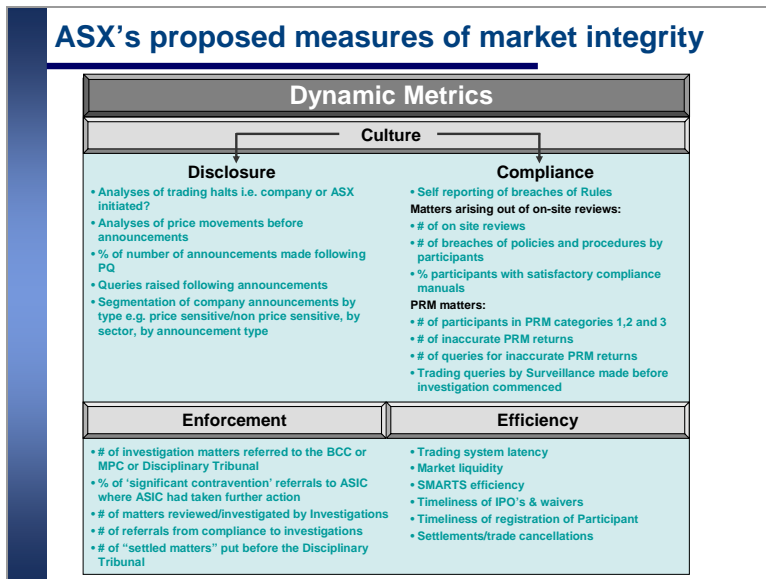 ASX's proposed measures of market integrity
Dynamic Metrics
Culture
Disclosure
• Analyses of trading halts i.e. company or ASX
initiated?
• Analyses of price movements before
announcements
• % of number of announcements made following
PQ
• Queries raised following announcements
• Segmentation of company announcements by
type e.g. price sensitive/non price sensitive, by
sector, by announcement type
Compliance
• Self reporting of breaches of Rules
Matters arising out of on-site reviews:
• # of on site reviews
• # of breaches of policies and procedures by
participants
• % participants with satisfactory compliance
manuals
PRM matters:
• # of participants in PRM categories 1,2 and 3
• # of inaccurate PRM returns
• # of queries for inaccurate PRM returns
• Trading queries by Surveillance made before
investigation commenced
Enforcement
• # of investigation matters referred to the BCC or
MPC or Disciplinary Tribunal
• % of ‘significant contravention’ referrals to ASIC
where ASIC had taken further action
• # of matters reviewed/investigated by Investigations
• # of referrals from compliance to investigations
• # of “settled matters” put before the Disciplinary
Tribunal
Efficiency
• Trading system latency
• Market liquidity
• SMARTS efficiency
• Timeliness of IPO's & waivers
• Timeliness of registration of Participant
• Settlements/trade cancellations